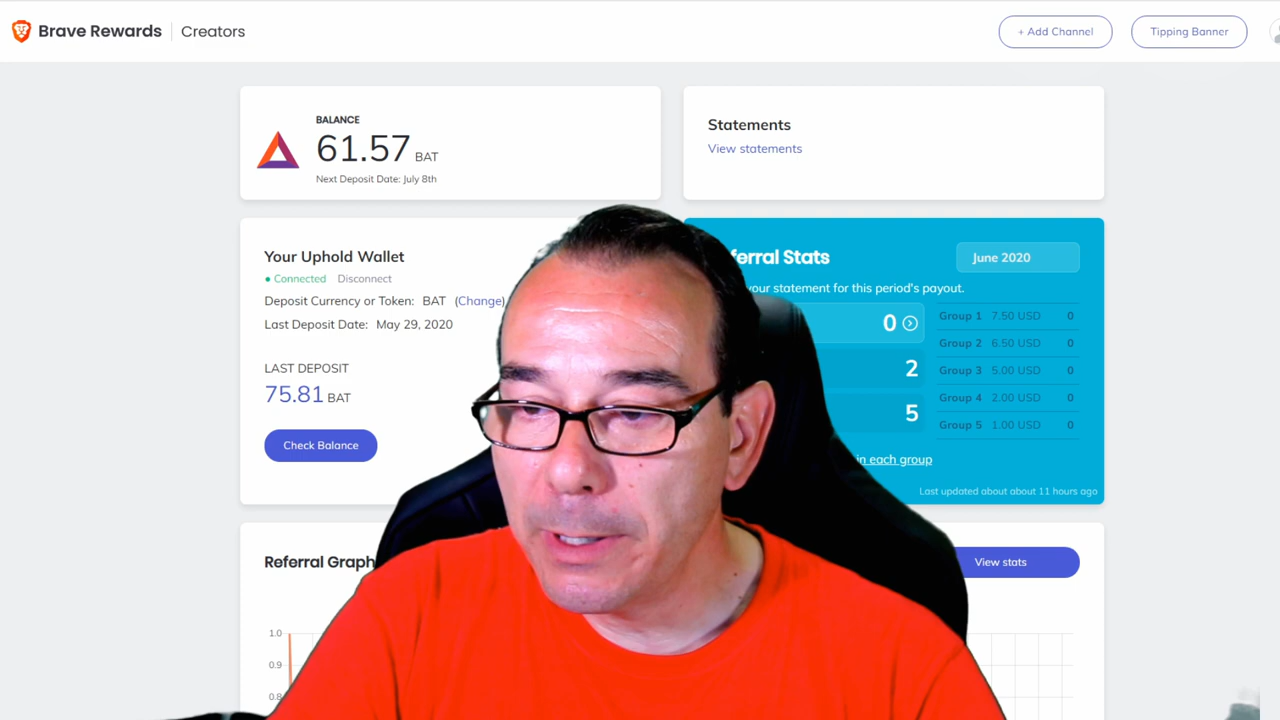 Brave Rewards
Creators
+ Add Channel
Tipping Banner
BALANCE
61.57 BAT
Next Deposit Date: July 8th
Statements
View statements
Your Uphold Wallet
Connected Disconnect
Deposit Currency or Token: BAT (Change)
Last Deposit Date: May 29, 2020
LAST DEPOSIT
75.81 BAT
Check Balance
ferral Stats
June 2020
your statement for this period's payout.
0
2
5
Group 1 7.50 USD 0
Group 2 6.50 USD 0
Group 3 5.00 USD 0
Group 4 2.00 USD 0
Group 5 1.00 USD 0
in each group
Last updated about about 11 hours ago
Referral Graph
View stats
1.0
0.9
0.8